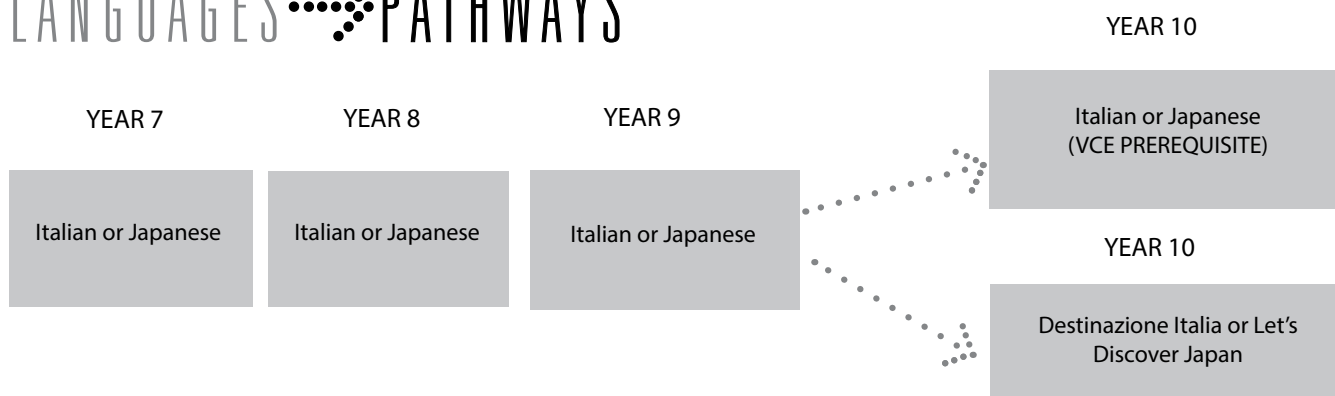 LANGUAGES PATHWAYS
YEAR 7
Italian or Japanese
YEAR 8
Italian or Japanese
YEAR 9
Italian or Japanese
YEAR 10
Italian or Japanese
(VCE PREREQUISITE)
YEAR 10
Destinazione Italia or Let's
Discover Japan